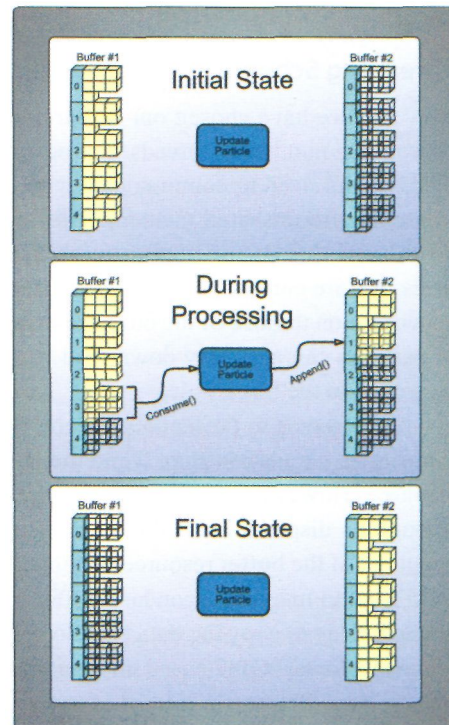 Buffer #1
Buffer #2
Initial State
0
1
2
3
4
Update
Particle
0
1
2
3
4
Buffer #1
Buffer #2
During
Processing
0
1
2
3
4
Update
Particle
Consume()
Append()
0
1
2
3
4
Buffer #1
Buffer #2
Final State
0
1
2
3
4
Update
Particle
0
1
2
3
4